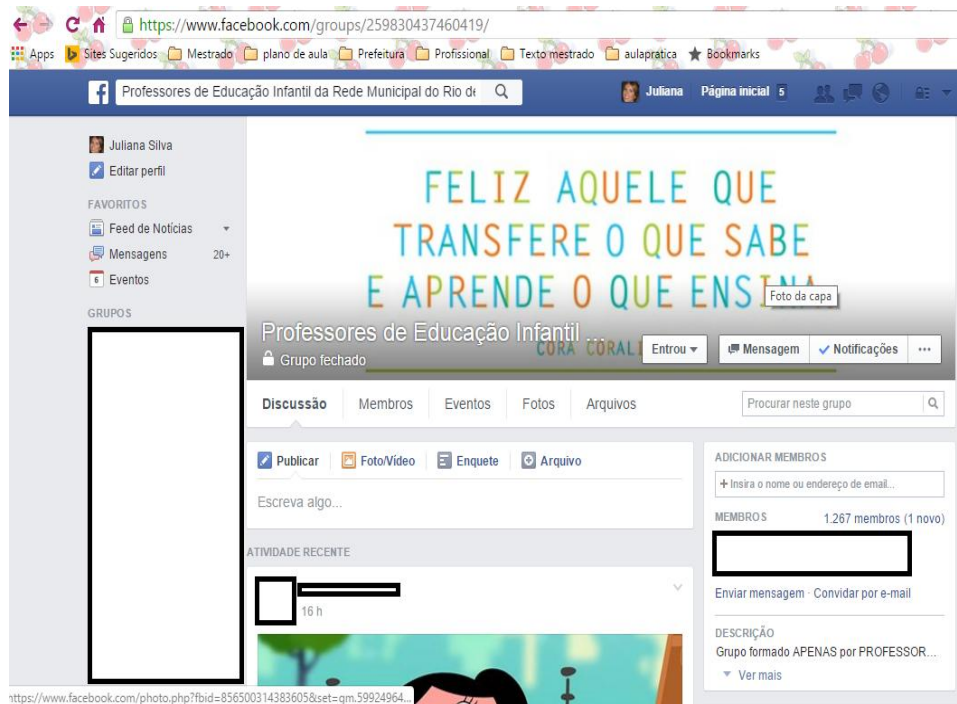 https://www.facebook.com/groups/259830437460419/
Apps Sites Sugeridos Mestrado plano de aula Prefeitura Profissional Texto mestrado aulapratica Bookmarks
Professores de Educação Infantil da Rede Municipal do Rio de
Juliana Página inicial 5
Juliana Silva
Editar perfil
FAVORITOS
Feed de Notícias
Mensagens 20+
6 Eventos
GRUPOS
FELIZ AQUELE QUE
TRANSFERE O QUE SABE
E APRENDE O QUE ENSINA
Foto da capa
CORA CORALI
Professores de Educação Infantil ...
Grupo fechado
Entrou Mensagem Notificações ...
Discussão Membros Eventos Fotos Arquivos
Procurar neste grupo
Publicar Foto/Vídeo Enquete Arquivo
Escreva algo...
ATIVIDADE RECENTE
16 h
ADICIONAR MEMBROS
+ Insira o nome ou endereço de email...
MEMBROS 1.267 membros (1 novo)
Enviar mensagem · Convidar por e-mail
DESCRIÇÃO
Grupo formado APENAS por PROFESSOR...
Ver mais
https://www.facebook.com/photo.php?fbid=856500314383605&set=gm.59924964...